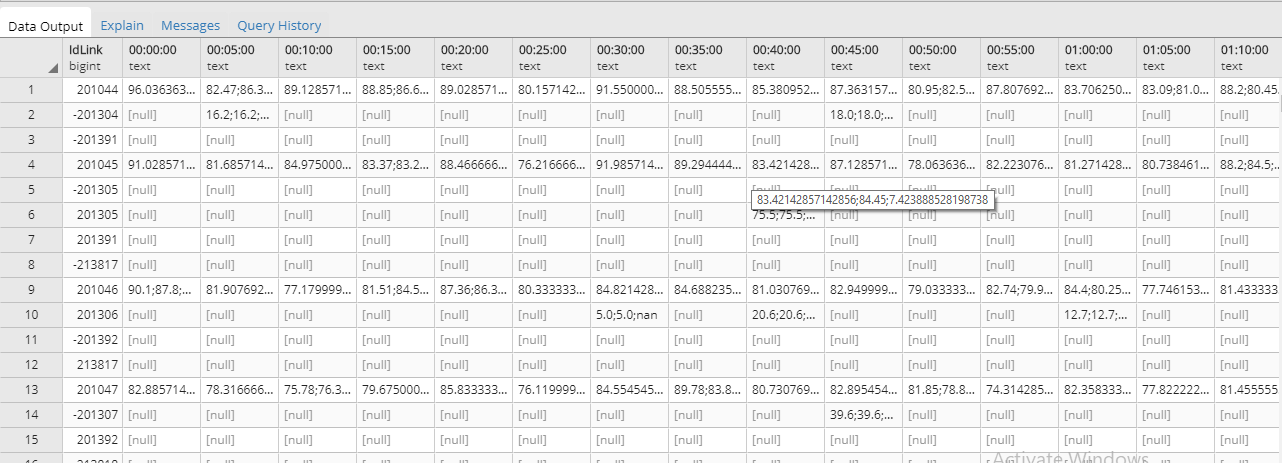 Data Output Explain Messages Query History
IdLink 00:00:00 00:05:00 00:10:00 00:15:00 00:20:00 00:25:00 00:30:00 00:35:00 00:40:00 00:45:00 00:50:00 00:55:00 01:00:00 01:05:00 01:10:00
bigint text text text text text text text text text text text text text text text
1 201044 96.036363... 82.47;86.3... 89.128571... 88.85;86.6... 89.028571... 80.157142... 91.550000... 88.505555... 85.380952... 87.363157... 80.95;82.5... 87.807692... 83.706250... 83.09;81.0... 88.2;80.45
2 -201304 [null] 16.2;16.2;... [null] [null] [null] [null] [null] [null] [null] 18.0;18.0;... [null] [null] [null] [null] [null]
3 -201391 [null] [null] [null] [null] [null] [null] [null] [null] [null] [null] [null] [null] [null] [null] [null]
4 201045 91.028571... 81.685714... 84.975000... 83.37;83.2... 88.466666... 76.216666... 91.985714... 89.294444... 83.421428... 87.128571... 78.063636... 82.223076... 81.271428... 80.738461... 88.2;84.5;...
5 -201305 [null] [null] [null] [null] [null] [null] [null] [null] [null] [null] [null] [null] [null] [null] [null]
83.42142857142856;84.45;7.423888528198738
6 201305 [null] [null] [null] [null] [null] [null] [null] [null] 75.5;75.5;... [null] [null] [null] [null] [null] [null]
7 201391 [null] [null] [null] [null] [null] [null] [null] [null] [null] [null] [null] [null] [null] [null] [null]
8 -213817 [null] [null] [null] [null] [null] [null] [null] [null] [null] [null] [null] [null] [null] [null] [null]
9 201046 90.1;87.8;... 81.907692... 77.179999... 81.51;84.5... 87.36;86.3... 80.333333... 84.821428... 84.688235... 81.030769... 82.949999... 79.033333... 82.74;79.9... 84.4;80.25... 77.746153... 81.433333
10 201306 [null] [null] [null] [null] [null] [null] 5.0;5.0;nan [null] 20.6;20.6;... [null] [null] [null] 12.7;12.7;... [null] [null]
11 -201392 [null] [null] [null] [null] [null] [null] [null] [null] [null] [null] [null] [null] [null] [null] [null]
12 213817 [null] [null] [null] [null] [null] [null] [null] [null] [null] [null] [null] [null] [null] [null] [null]
13 201047 82.885714... 78.316666... 75.78;76.3... 79.675000... 85.833333... 76.119999... 84.554545... 89.78;83.8... 80.730769... 82.895454... 81.85;78.8... 74.314285... 82.358333... 77.822222... 81.455555
14 -201307 [null] [null] [null] [null] [null] [null] [null] [null] [null] 39.6;39.6;... [null] [null] [null] [null] [null]
15 201392 [null] [null] [null] [null] [null] [null] [null] [null] [null] [null] [null] [null] [null] [null] [null]
Activate Windows